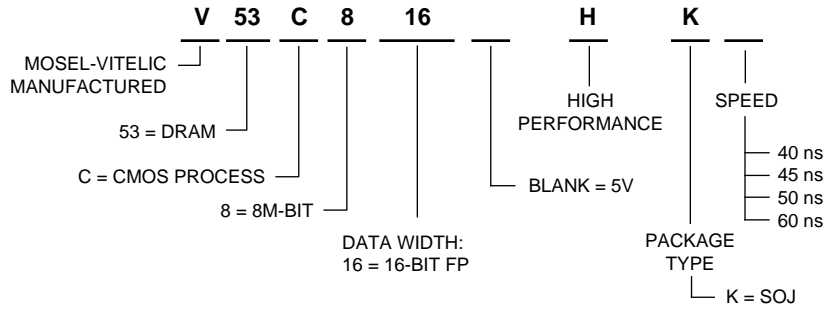 V 53 C 8 16 H K
MOSEL-VITELIC
MANUFACTURED
53 = DRAM
C = CMOS PROCESS
8 = 8M-BIT
DATA WIDTH:
16 = 16-BIT FP
BLANK = 5V
HIGH
PERFORMANCE
PACKAGE
TYPE
K = SOJ
SPEED
40 ns
45 ns
50 ns
60 ns